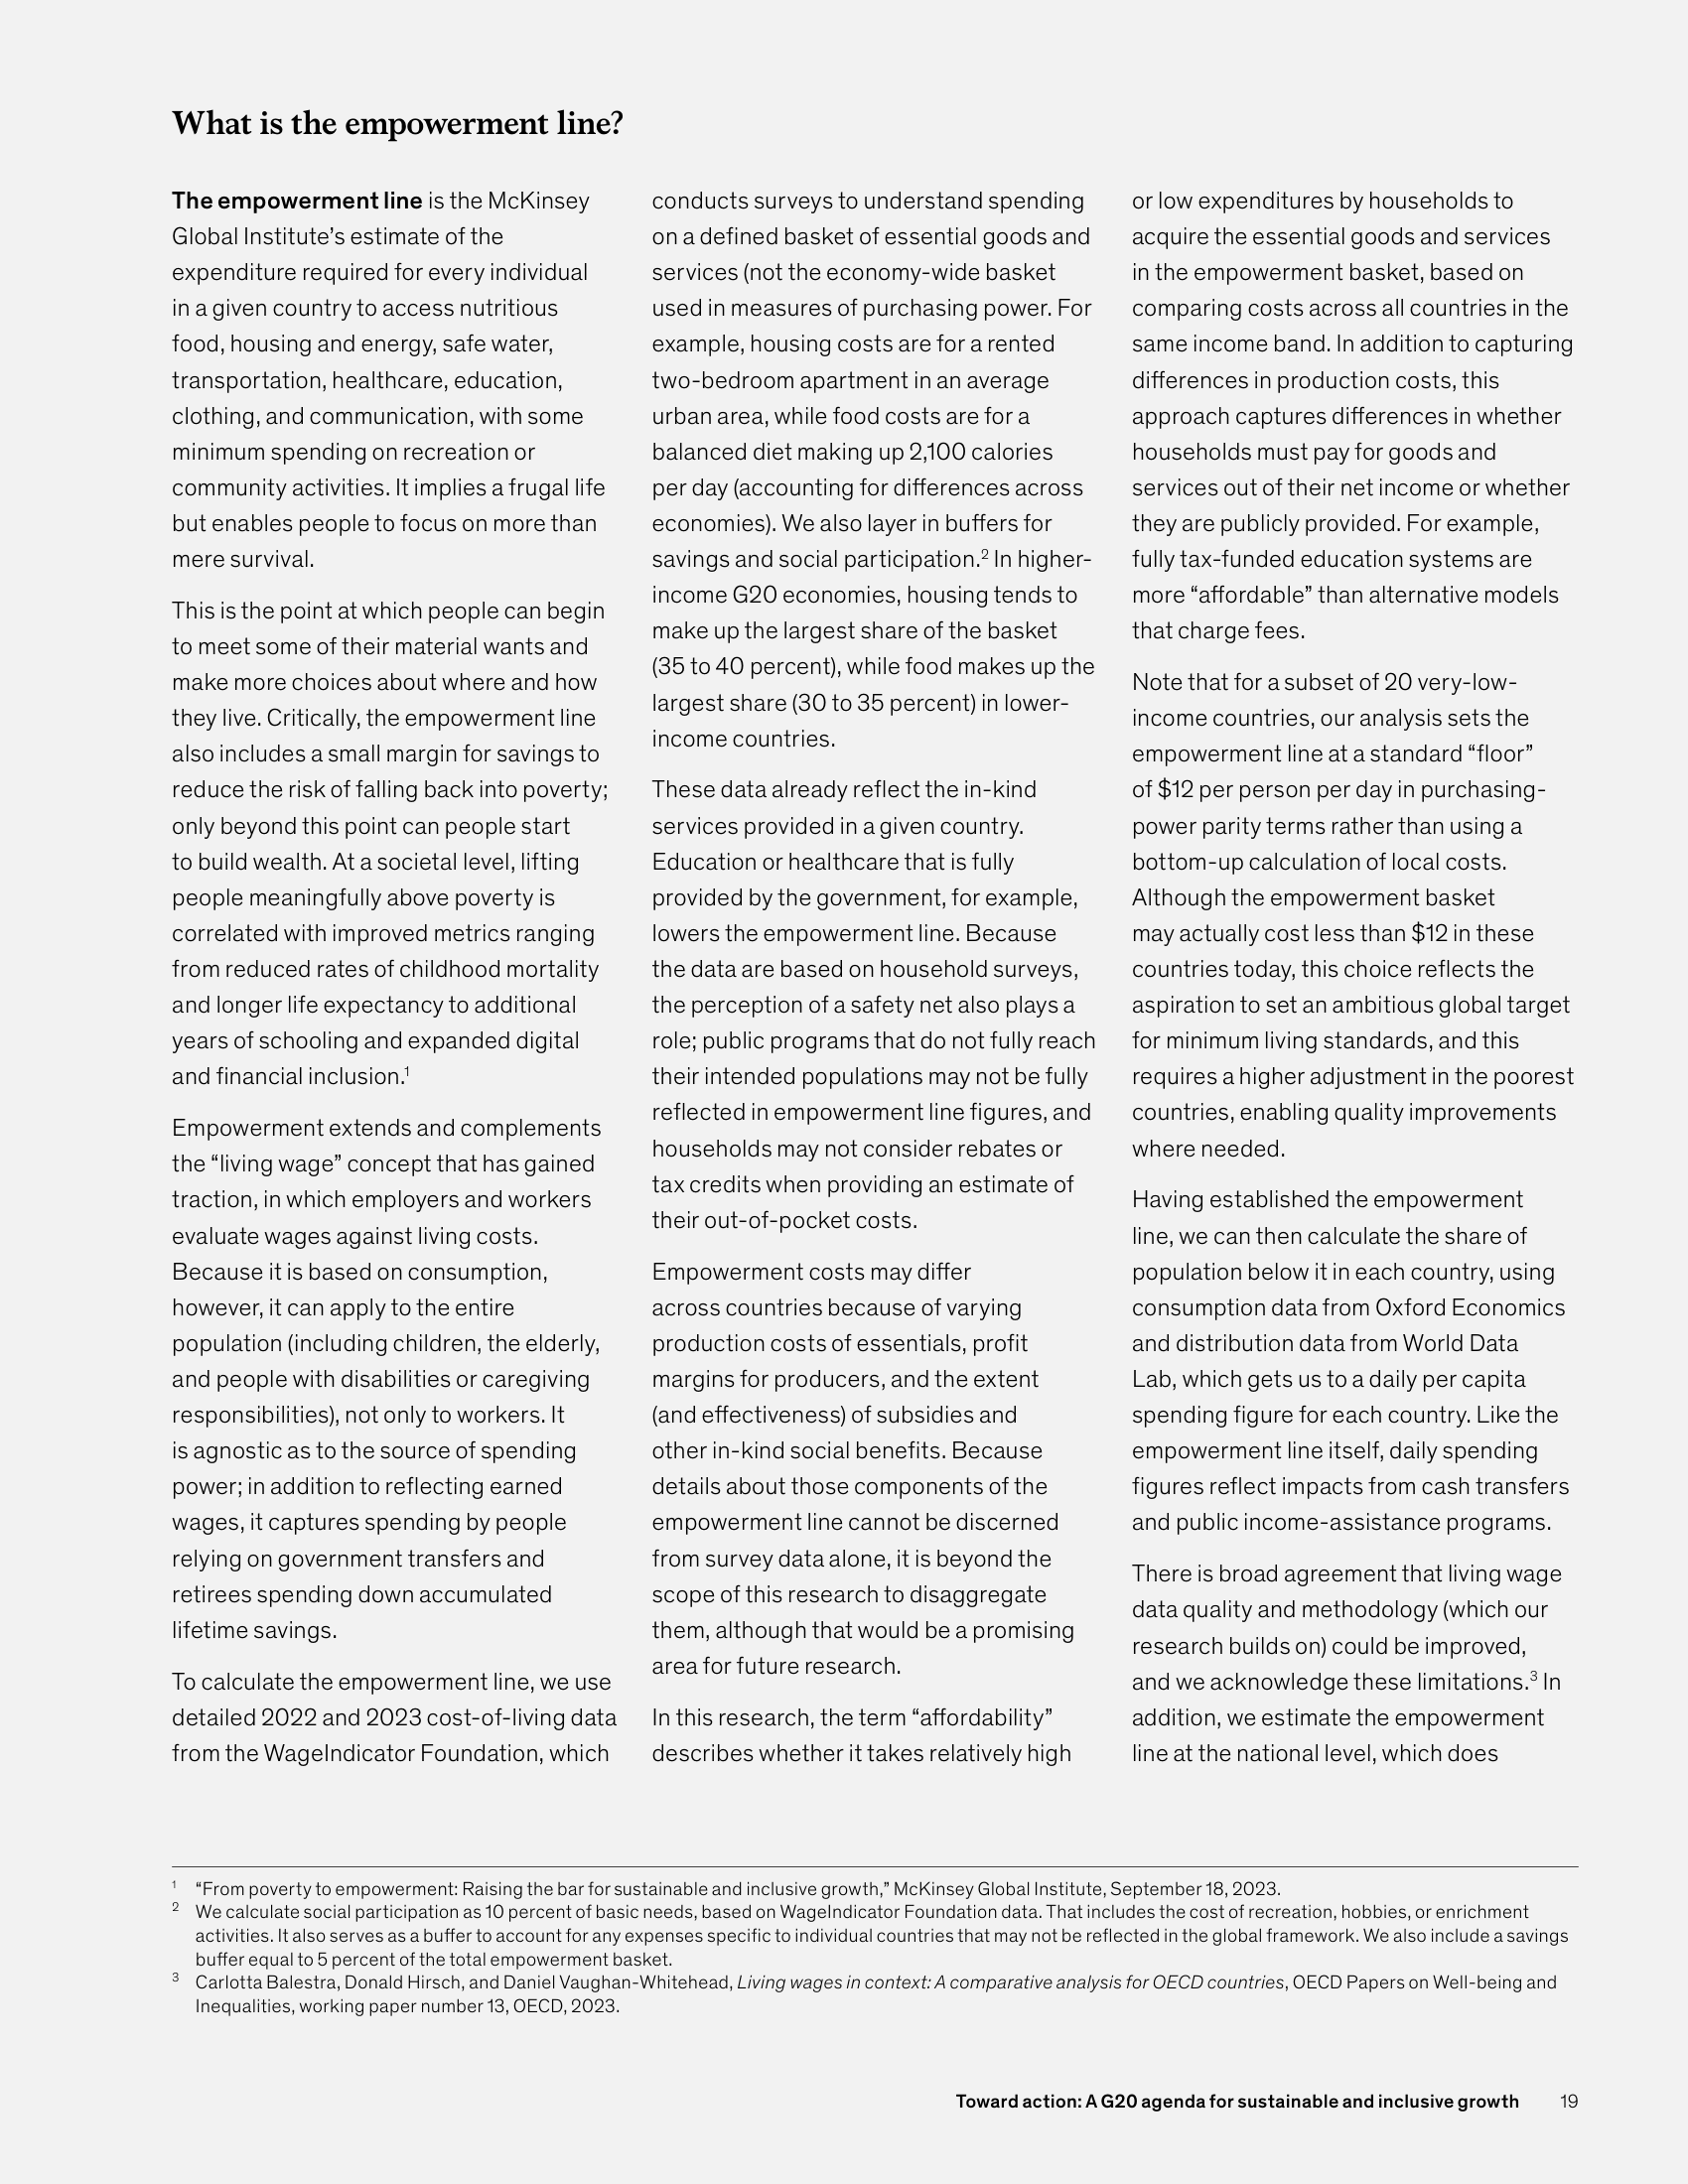 What is the empowerment line?
The empowerment line is the McKinsey
Global Institute’s estimate of the
expenditure required for every individual
in a given country to access nutritious
food, housing and energy, safe water,
transportation, healthcare, education,
clothing, and communication, with some
minimum spending on recreation or
community activities. It implies a frugal life
but enables people to focus on more than
mere survival.
This is the point at which people can begin
to meet some of their material wants and
make more choices about where and how
they live. Critically, the empowerment line
also includes a small margin for savings to
reduce the risk of falling back into poverty;
only beyond this point can people start
to build wealth. At a societal level, lifting
people meaningfully above poverty is
correlated with improved metrics ranging
from reduced rates of childhood mortality
and longer life expectancy to additional
years of schooling and expanded digital
and financial inclusion.1
Empowerment extends and complements
the “living wage” concept that has gained
traction, in which employers and workers
evaluate wages against living costs.
Because it is based on consumption,
however, it can apply to the entire
population (including children, the elderly,
and people with disabilities or caregiving
responsibilities), not only to workers. It
is agnostic as to the source of spending
power; in addition to reflecting earned
wages, it captures spending by people
relying on government transfers and
retirees spending down accumulated
lifetime savings.
To calculate the empowerment line, we use
detailed 2022 and 2023 cost-of-living data
from the WageIndicator Foundation, which
conducts surveys to understand spending
on a defined basket of essential goods and
services (not the economy-wide basket
used in measures of purchasing power. For
example, housing costs are for a rented
two-bedroom apartment in an average
urban area, while food costs are for a
balanced diet making up 2,100 calories
per day (accounting for differences across
economies). We also layer in buffers for
savings and social participation.2 In higher-
income G20 economies, housing tends to
make up the largest share of the basket
(35 to 40 percent), while food makes up the
largest share (30 to 35 percent) in lower-
income countries.
These data already reflect the in-kind
services provided in a given country.
Education or healthcare that is fully
provided by the government, for example,
lowers the empowerment line. Because
the data are based on household surveys,
the perception of a safety net also plays a
role; public programs that do not fully reach
their intended populations may not be fully
reflected in empowerment line figures, and
households may not consider rebates or
tax credits when providing an estimate of
their out-of-pocket costs.
Empowerment costs may differ
across countries because of varying
production costs of essentials, profit
margins for producers, and the extent
(and effectiveness) of subsidies and
other in-kind social benefits. Because
details about those components of the
empowerment line cannot be discerned
from survey data alone, it is beyond the
scope of this research to disaggregate
them, although that would be a promising
area for future research.
In this research, the term “affordability”
describes whether it takes relatively high
or low expenditures by households to
acquire the essential goods and services
in the empowerment basket, based on
comparing costs across all countries in the
same income band. In addition to capturing
differences in production costs, this
approach captures differences in whether
households must pay for goods and
services out of their net income or whether
they are publicly provided. For example,
fully tax-funded education systems are
more “affordable” than alternative models
that charge fees.
Note that for a subset of 20 very-low-
income countries, our analysis sets the
empowerment line at a standard “floor”
of $12 per person per day in purchasing-
power parity terms rather than using a
bottom-up calculation of local costs.
Although the empowerment basket
may actually cost less than $12 in these
countries today, this choice reflects the
aspiration to set an ambitious global target
for minimum living standards, and this
requires a higher adjustment in the poorest
countries, enabling quality improvements
where needed.
Having established the empowerment
line, we can then calculate the share of
population below it in each country, using
consumption data from Oxford Economics
and distribution data from World Data
Lab, which gets us to a daily per capita
spending figure for each country. Like the
empowerment line itself, daily spending
figures reflect impacts from cash transfers
and public income-assistance programs.
There is broad agreement that living wage
data quality and methodology (which our
research builds on) could be improved,
and we acknowledge these limitations.3 In
addition, we estimate the empowerment
line at the national level, which does
1 “From poverty to empowerment: Raising the bar for sustainable and inclusive growth,” McKinsey Global Institute, September 18, 2023.
2 We calculate social participation as 10 percent of basic needs, based on WageIndicator Foundation data. That includes the cost of recreation, hobbies, or enrichment
activities. It also serves as a buffer to account for any expenses specific to individual countries that may not be reflected in the global framework. We also include a savings
buffer equal to 5 percent of the total empowerment basket.
3 Carlotta Balestra, Donald Hirsch, and Daniel Vaughan-Whitehead, Living wages in context: A comparative analysis for OECD countries, OECD Papers on Well-being and
Inequalities, working paper number 13, OECD, 2023.
Toward action: A G20 agenda for sustainable and inclusive growth 19